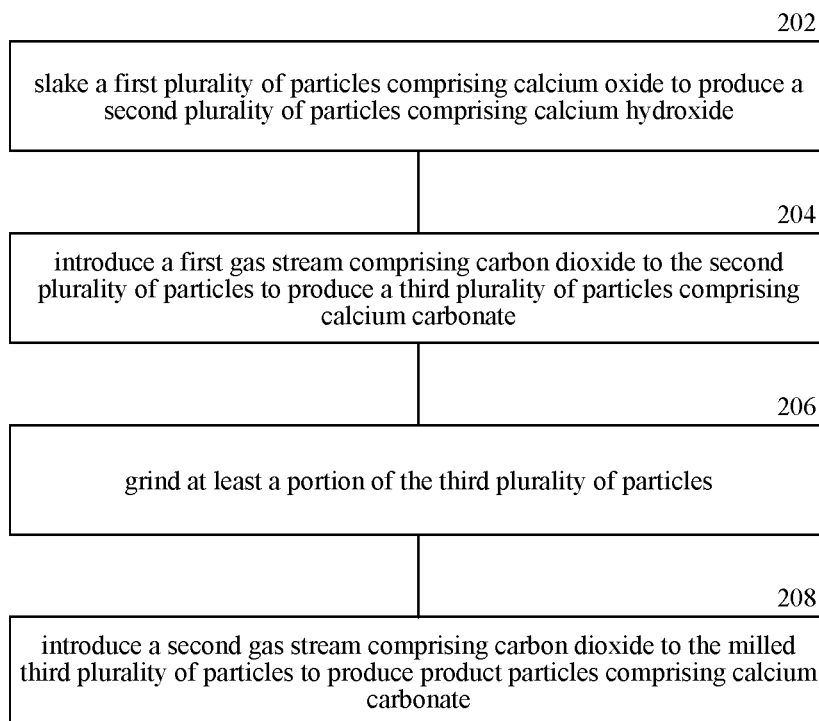 202
slake a first plurality of particles comprising calcium oxide to produce a
second plurality of particles comprising calcium hydroxide
204
introduce a first gas stream comprising carbon dioxide to the second
plurality of particles to produce a third plurality of particles comprising
calcium carbonate
206
grind at least a portion of the third plurality of particles
208
introduce a second gas stream comprising carbon dioxide to the milled
third plurality of particles to produce product particles comprising calcium
carbonate